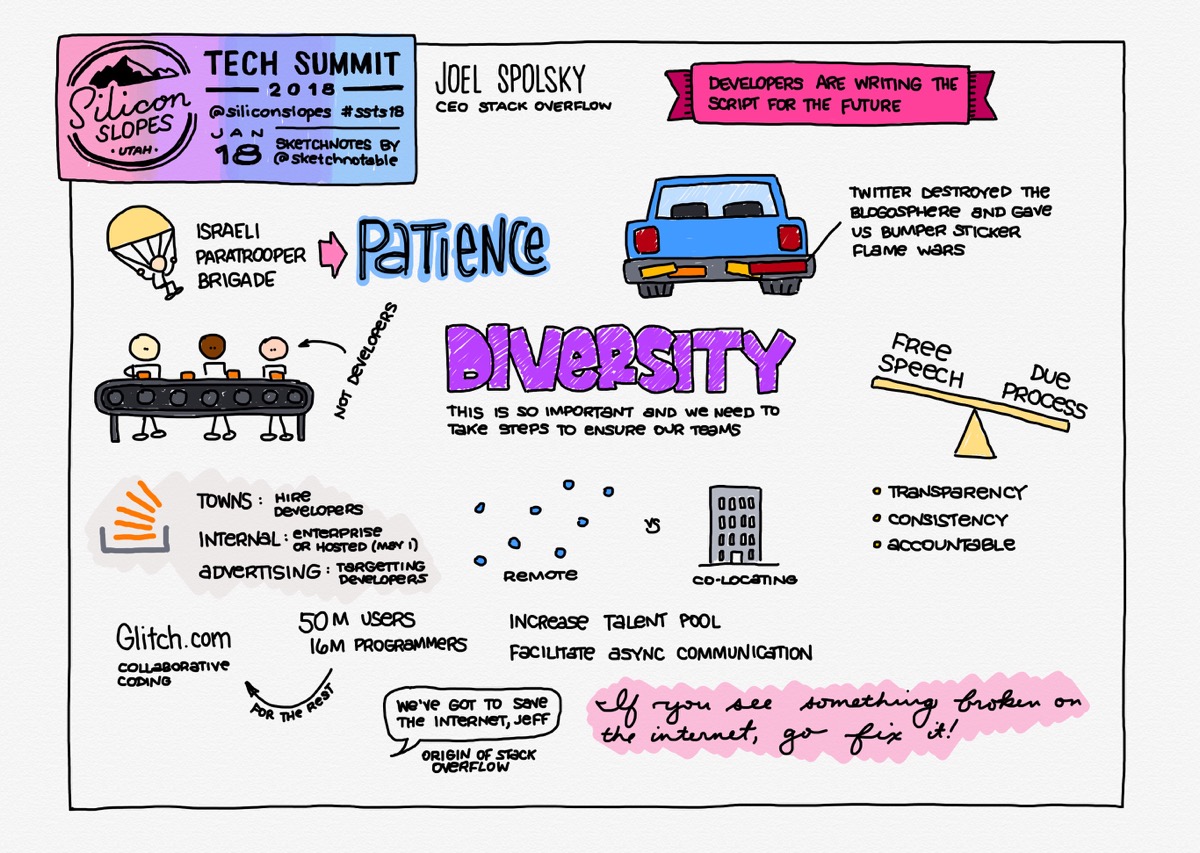 Silicon
SLOPES
· UTAH ·
TECH SUMMIT
2018
@siliconslopes #ssts18
JAN
18
SKETCHNOTES BY
@sketchnotable
JOEL SPOLSKY
CEO STACK OVERFLOW
DEVELOPERS ARE WRITING THE
SCRIPT FOR THE FUTURE
ISRAELI
PARATROOPER
BRIGADE
PATIENCE
TWITTER DESTROYED THE
BLOGOSPHERE AND GAVE
US BUMPER STICKER
FLAME WARS
NOT DEVELOPERS
DIVERSITY
THIS IS SO IMPORTANT AND WE NEED TO
TAKE STEPS TO ENSURE OUR TEAMS
FREE
SPEECH
DUE
PROCESS
TOWNS: HIRE
DEVELOPERS
INTERNAL: ENTERPRISE
OR HOSTED (MAY 1)
ADVERTISING: TARGETTING
DEVELOPERS
REMOTE
VS
CO-LOCATING
• TRANSPARENCY
• CONSISTENCY
• ACCOUNTABLE
Glitch.com
COLLABORATIVE
CODING
50M USERS
16M PROGRAMMERS
FOR THE REST
INCREASE TALENT POOL
FACILITATE ASYNC COMMUNICATION
WE'VE GOT TO SAVE
THE INTERNET, JEFF
ORIGIN OF STACK
OVERFLOW
If you see something broken on
the internet, go fix it!